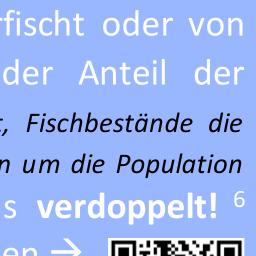 rfischt oder von
der Anteil der
t, Fischbestände die
n um die Population
s verdoppelt! 6
en →